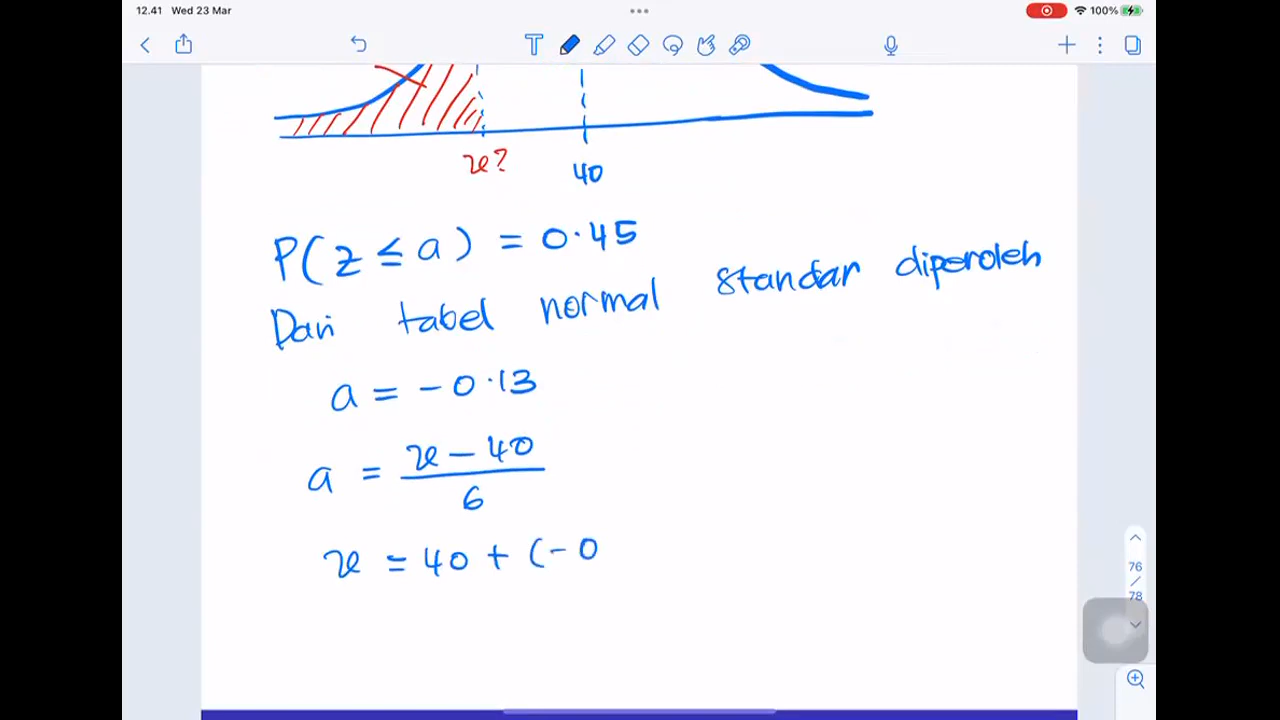 12.41 Wed 23 Mar
100%
T
x? 40
P(z ≤ a) = 0.45
Dari tabel normal standar diperoleh
a = -0.13
a = x - 40
6
x = 40 + (-0
76
/
78